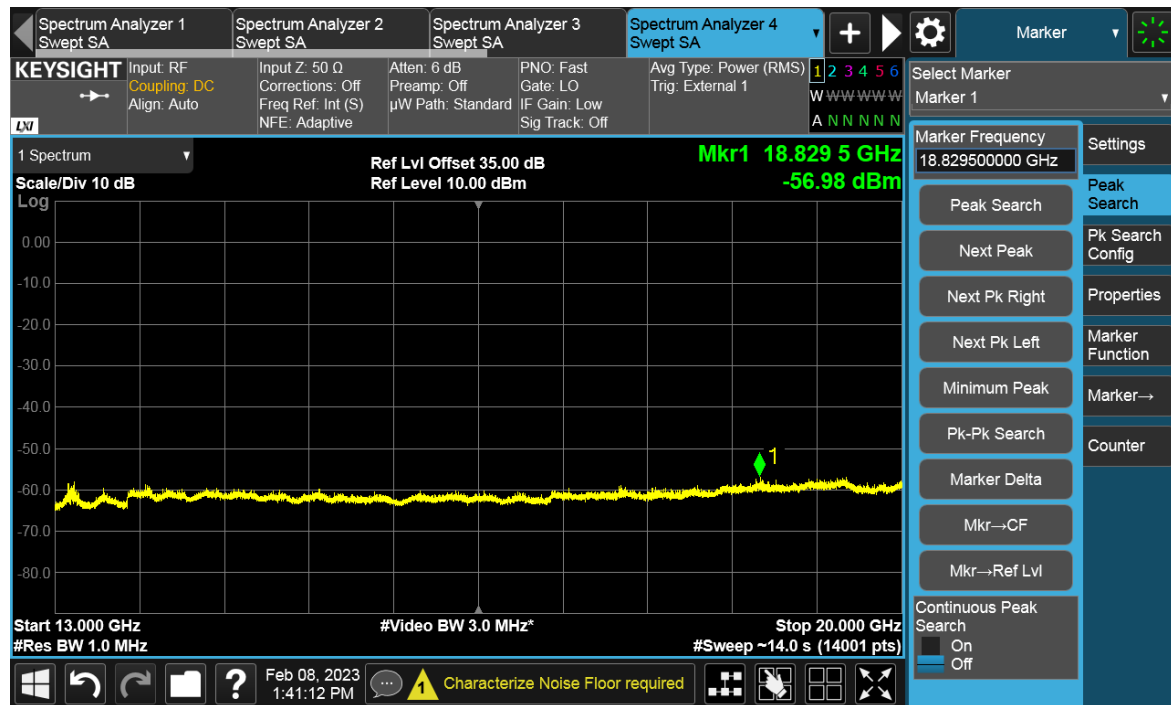 Spectrum Analyzer 1
Swept SA
Spectrum Analyzer 2
Swept SA
Spectrum Analyzer 3
Swept SA
Spectrum Analyzer 4
Swept SA
+
Marker
KEYSIGHT
LXI
Input: RF
Coupling: DC
Align: Auto
Input Z: 50 Ω
Corrections: Off
Freq Ref: Int (S)
NFE: Adaptive
Atten: 6 dB
Preamp: Off
µW Path: Standard
PNO: Fast
Gate: LO
IF Gain: Low
Sig Track: Off
Avg Type: Power (RMS)
Trig: External 1
1 2 3 4 5 6
W W W W W W
A N N N N N
Select Marker
Marker 1
1 Spectrum
Scale/Div 10 dB
Log
Ref Lvl Offset 35.00 dB
Ref Level 10.00 dBm
Mkr1 18.829 5 GHz
-56.98 dBm
0.00
-10.0
-20.0
-30.0
-40.0
-50.0
-60.0
-70.0
-80.0
1
Start 13.000 GHz
#Res BW 1.0 MHz
#Video BW 3.0 MHz*
Stop 20.000 GHz
#Sweep ~14.0 s (14001 pts)
Marker Frequency
18.829500000 GHz
Peak Search
Next Peak
Next Pk Right
Next Pk Left
Minimum Peak
Pk-Pk Search
Marker Delta
Mkr→CF
Mkr→Ref Lvl
Continuous Peak
Search
On
Off
Settings
Peak
Search
Pk Search
Config
Properties
Marker
Function
Marker→
Counter
?
Feb 08, 2023
1:41:12 PM
1
Characterize Noise Floor required